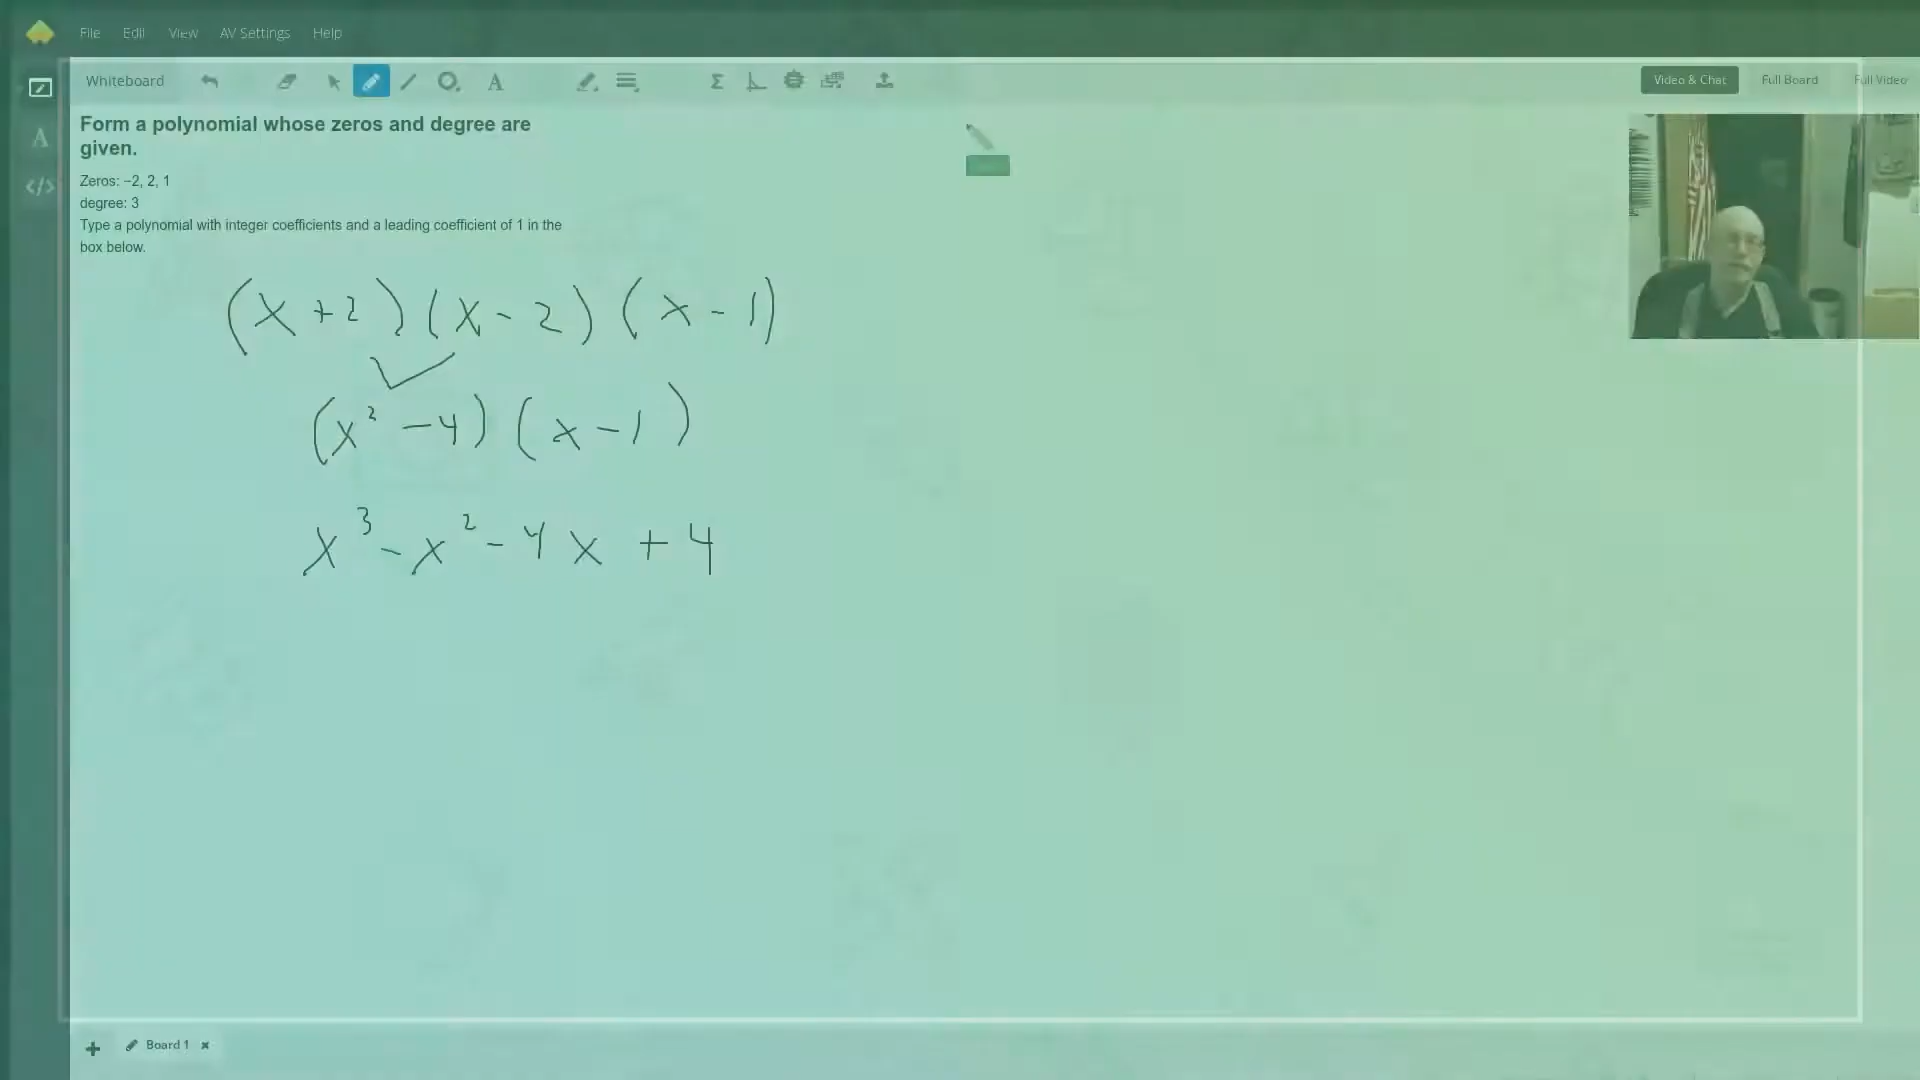 File Edit View AV Settings Help
Whiteboard A Σ Video & Chat Full Board Full Video
A
</>
Form a polynomial whose zeros and degree are
given.
Zeros: −2, 2, 1
degree: 3
Type a polynomial with integer coefficients and a leading coefficient of 1 in the
box below.
(x + 2) (x - 2) (x - 1)
(x² - 4) (x - 1)
x³ - x² - 4x + 4
+ Board 1 ×